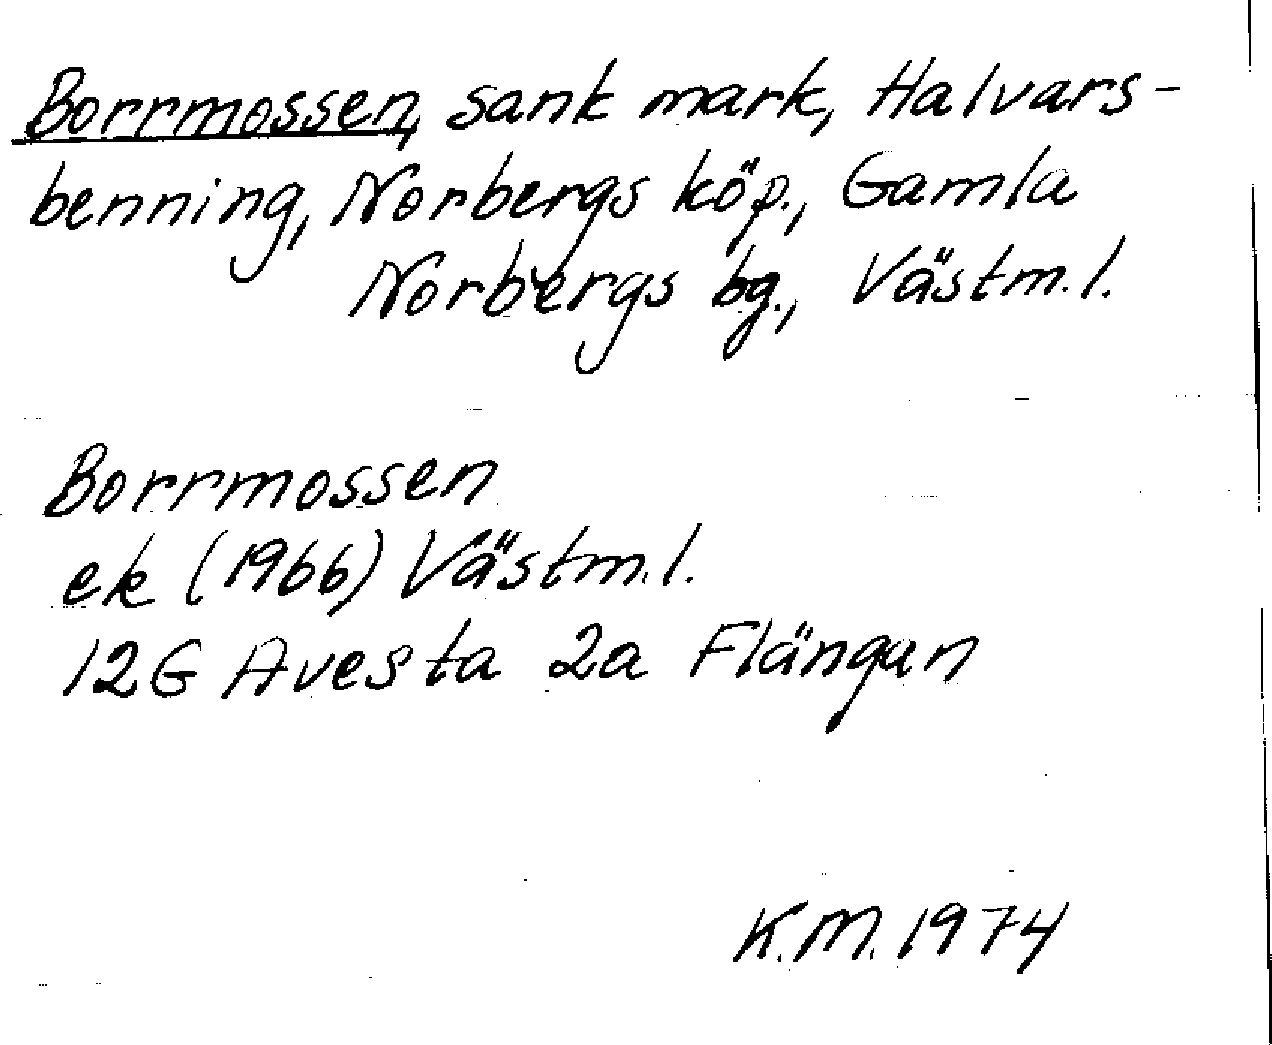 Borrmossen, sank mark, Halvars-
benning, Norbergs köp., Gamla
Norbergs bg., Västm.l.
Borrmossen
ek (1966) Västm.l.
12G Avesta 2a Flängan
K.M. 1974